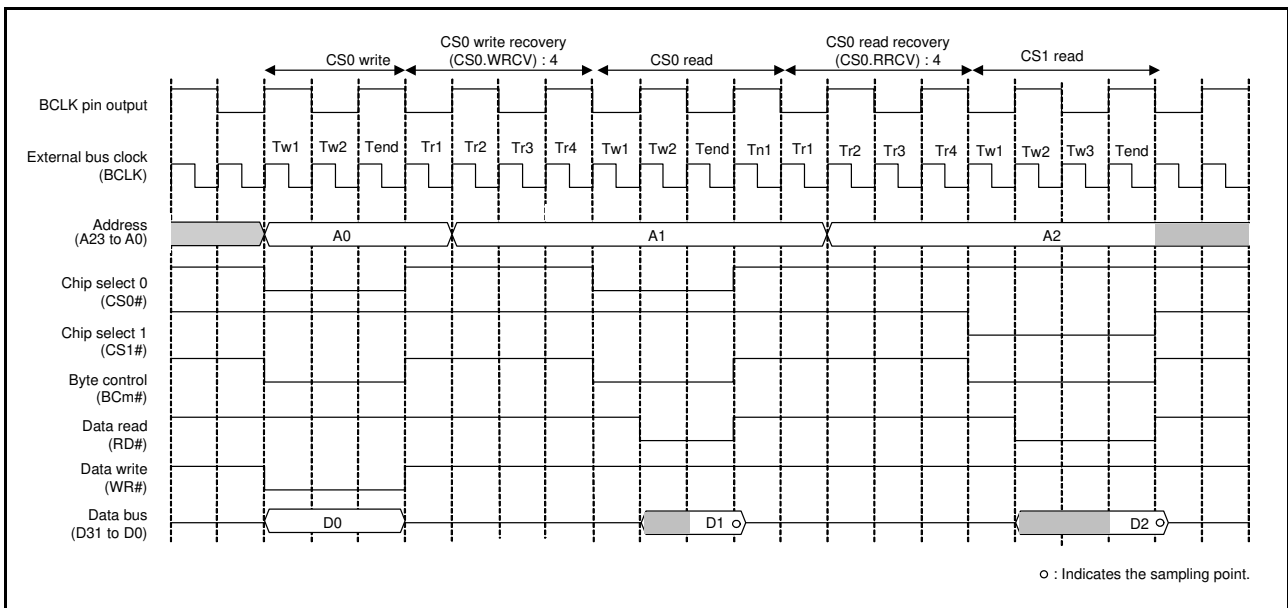 CS0 write
CS0 write recovery
(CS0.WRCV) : 4
CS0 read
CS0 read recovery
(CS0.RRCV) : 4
CS1 read
BCLK pin output
External bus clock
(BCLK)
Tw1 Tw2 Tend Tr1 Tr2 Tr3 Tr4 Tw1 Tw2 Tend Tn1 Tr1 Tr2 Tr3 Tr4 Tw1 Tw2 Tw3 Tend
Address
(A23 to A0)
A0 A1 A2
Chip select 0
(CS0#)
Chip select 1
(CS1#)
Byte control
(BCm#)
Data read
(RD#)
Data write
(WR#)
Data bus
(D31 to D0)
D0 D1 D2
: Indicates the sampling point.